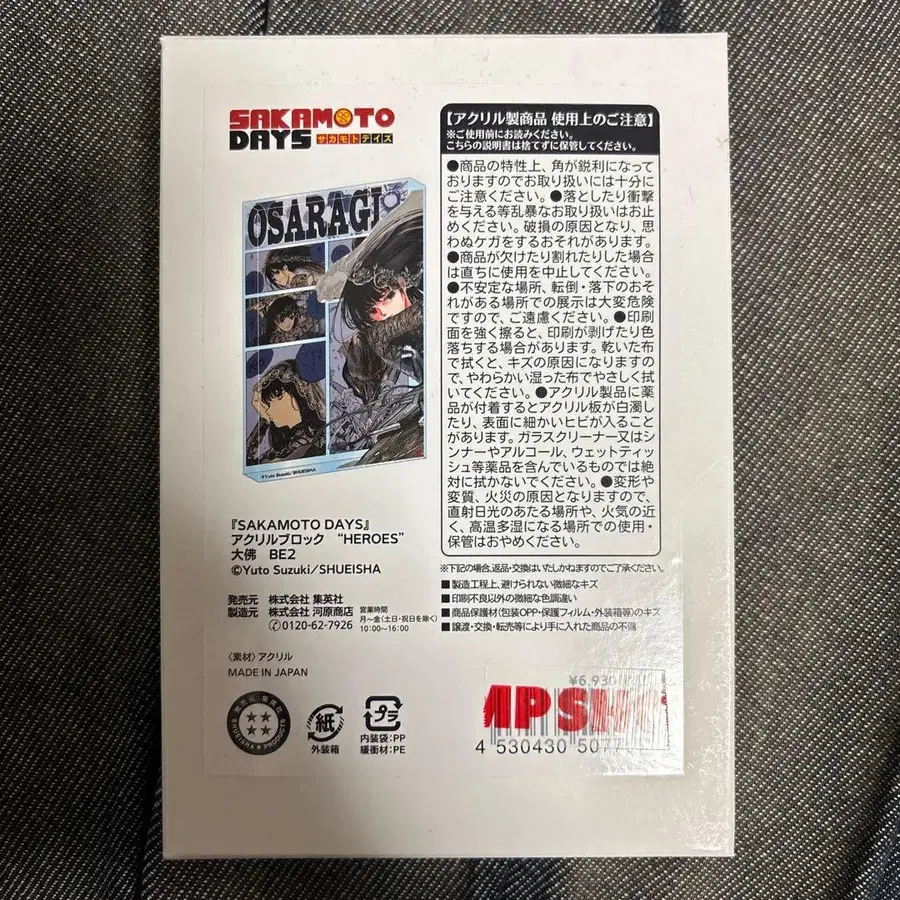 SAKAMOTO
DAYS サカモトデイズ
OSARAGI
©Yuto Suzuki/SHUEISHA
『SAKAMOTO DAYS』
アクリルブロック “HEROES”
大佛 BE2
©Yuto Suzuki/SHUEISHA
発売元 株式会社 集英社
製造元 株式会社 河原商店
✆0120-62-7926
営業時間
月～金(土日・祝日を除く)
10:00～16:00
〈素材〉アクリル
MADE IN JAPAN
発売元・集英社
SHUEISHA★PRODUCTS
紙
外装箱
プラ
内装袋:PP
緩衝材:PE
【アクリル製商品 使用上のご注意】
※ご使用前にお読みください。
こちらの説明書は捨てずに保管してください。
●商品の特性上、角が鋭利になって
おりますのでお取り扱いには十分に
ご注意ください。●落としたり衝撃
を与える等乱暴なお取り扱いはお止
めください。破損の原因となり、思
わぬケガをするおそれがあります。
●商品が欠けたり割れたりした場合
は直ちに使用を中止してください。
●不安定な場所、転倒・落下のおそ
れがある場所での展示は大変危険
ですので、ご遠慮ください。●印刷
面を強く擦ると、印刷が剥げたり色
落ちする場合があります。乾いた布
で拭くと、キズの原因になりますの
で、やわらかい湿った布でやさしく拭
いてください。●アクリル製品に薬
品が付着するとアクリル板が白濁し
たり、表面に細かいヒビが入ること
があります。ガラスクリーナー又はシ
ンナーやアルコール、ウェットティッ
シュ等薬品を含んでいるものでは絶
対に拭かないでください。●変形や
変質、火災の原因となりますので、
直射日光のあたる場所や、火気の近
く、高温多湿になる場所での使用・
保管はおやめください。
※下記の場合、返品・交換はいたしかねますのでご了承ください。
■製造工程上、避けられない微細なキズ
■印刷不良以外の微細な色調違い
■商品保護材(包装OPP・保護フィルム・外装箱等)のキズ
■譲渡・交換・転売等により手に入れた商品の不備
¥6,930
MP SHO
4 530430 507